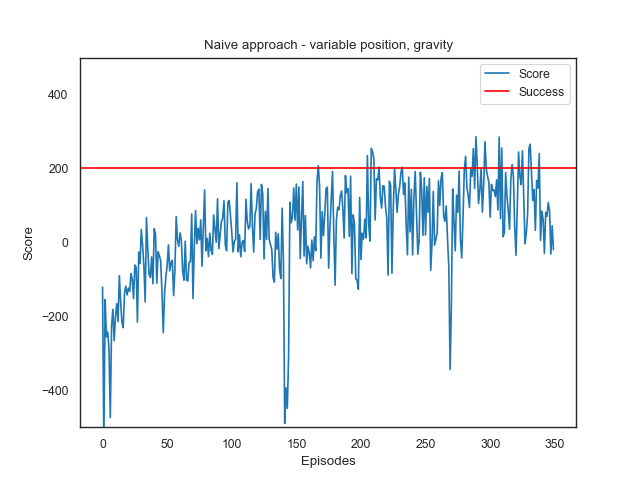 Naive approach - variable position, gravity
Score
Success
400
200
0
−200
−400
Score
0
50
100
150
200
250
300
350
Episodes